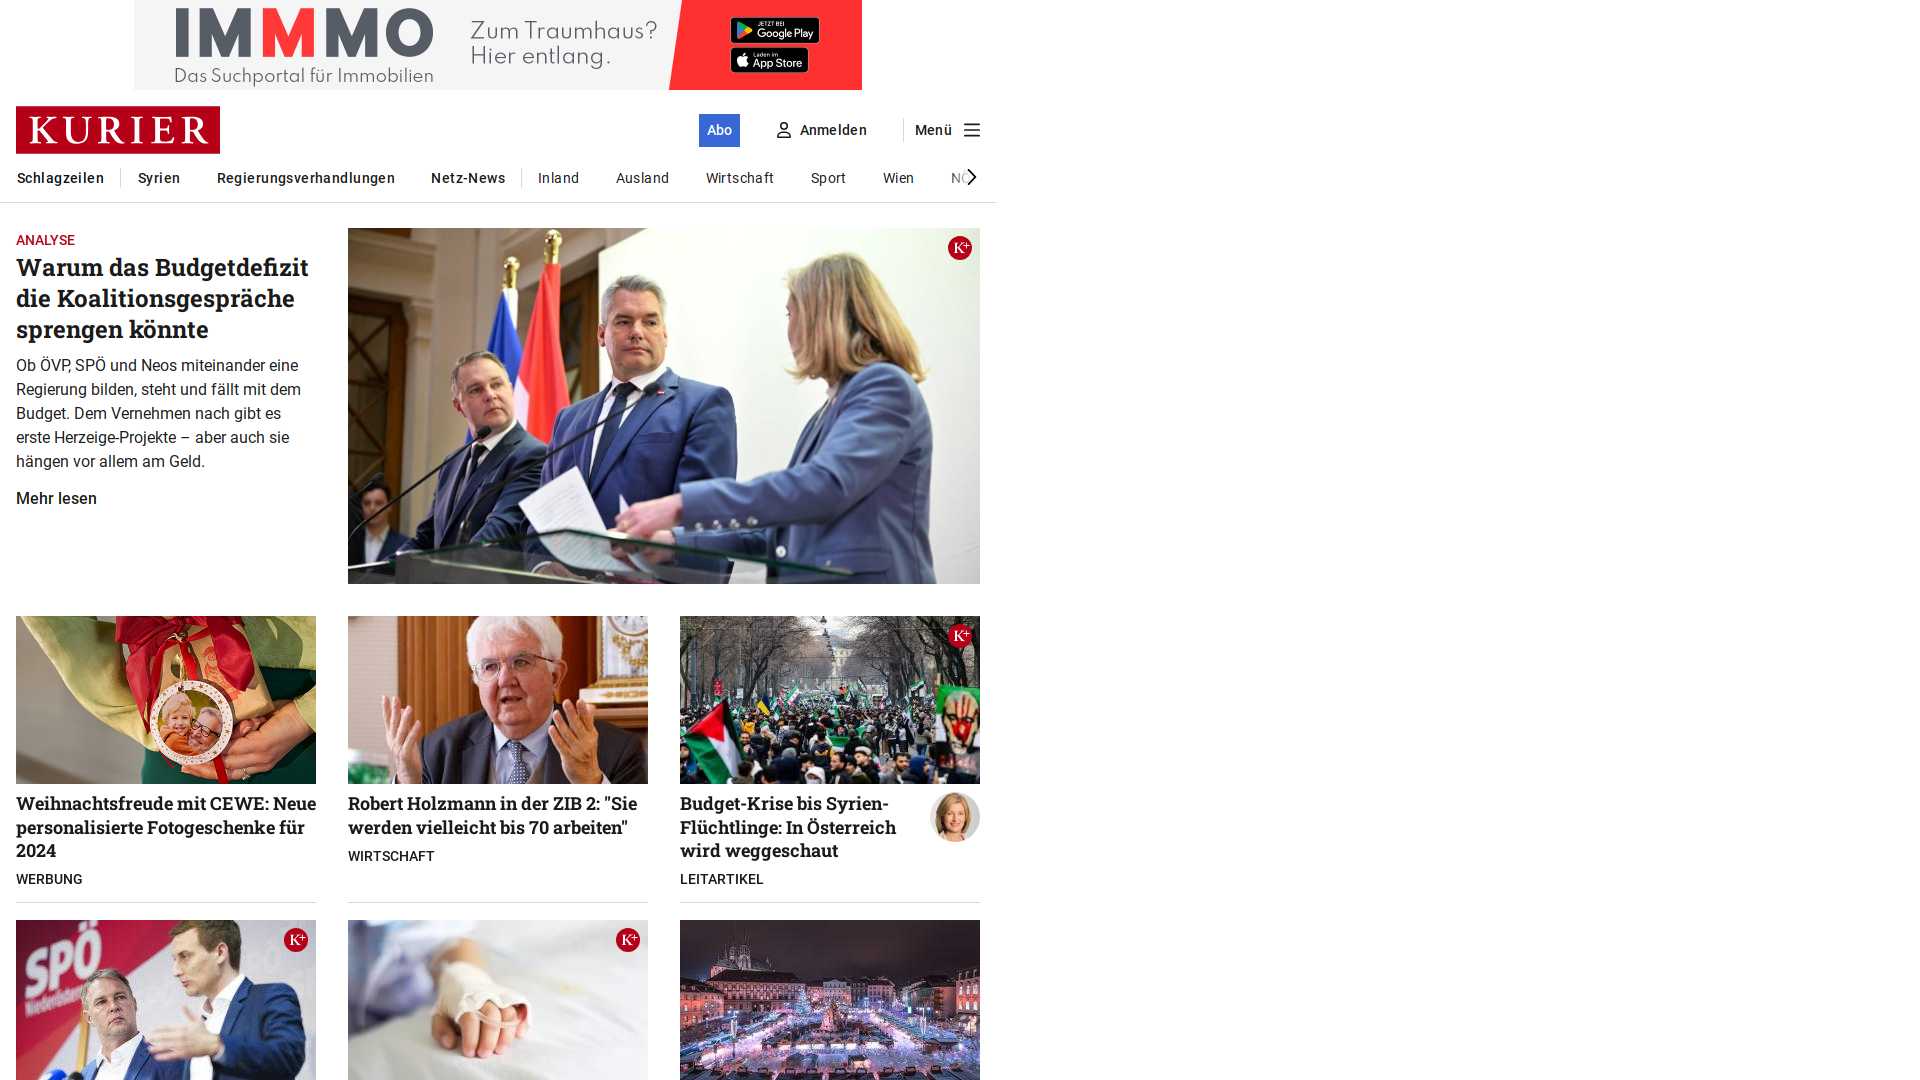 IMMMO
Das Suchportal für Immobilien
Zum Traumhaus?
Hier entlang.
JETZT BEI
Google Play
Laden im
App Store
KURIER
Abo
Anmelden
Menü
Schlagzeilen
Syrien
Regierungsverhandlungen
Netz-News
Inland
Ausland
Wirtschaft
Sport
Wien
NÖ
ANALYSE
Warum das Budgetdefizit
die Koalitionsgespräche
sprengen könnte
Ob ÖVP, SPÖ und Neos miteinander eine
Regierung bilden, steht und fällt mit dem
Budget. Dem Vernehmen nach gibt es
erste Herzeige-Projekte – aber auch sie
hängen vor allem am Geld.
Mehr lesen
K+
Weihnachtsfreude mit CEWE: Neue
personalisierte Fotogeschenke für
2024
WERBUNG
Robert Holzmann in der ZIB 2: "Sie
werden vielleicht bis 70 arbeiten"
WIRTSCHAFT
K+
Budget-Krise bis Syrien-
Flüchtlinge: In Österreich
wird weggeschaut
LEITARTIKEL
SPÖ
K+
K+